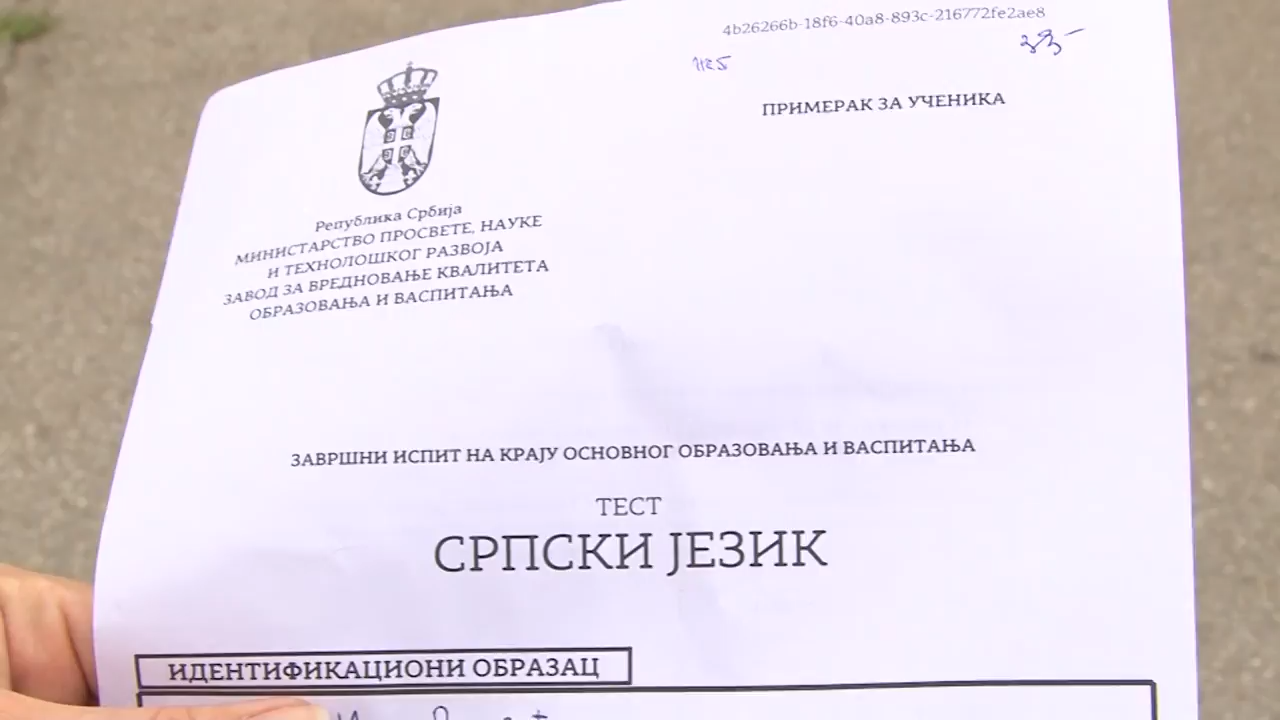 4b26266b-18f6-40a8-893c-216772fe2ae8
ПРИМЕРАК ЗА УЧЕНИКА
Република Србија
МИНИСТАРСТВО ПРОСВЕТЕ, НАУКЕ
И ТЕХНОЛОШКОГ РАЗВОЈА
ЗАВОД ЗА ВРЕДНОВАЊЕ КВАЛИТЕТА
ОБРАЗОВАЊА И ВАСПИТАЊА
ЗАВРШНИ ИСПИТ НА КРАЈУ ОСНОВНОГ ОБРАЗОВАЊА И ВАСПИТАЊА
ТЕСТ
СРПСКИ ЈЕЗИК
ИДЕНТИФИКАЦИОНИ ОБРАЗАЦ